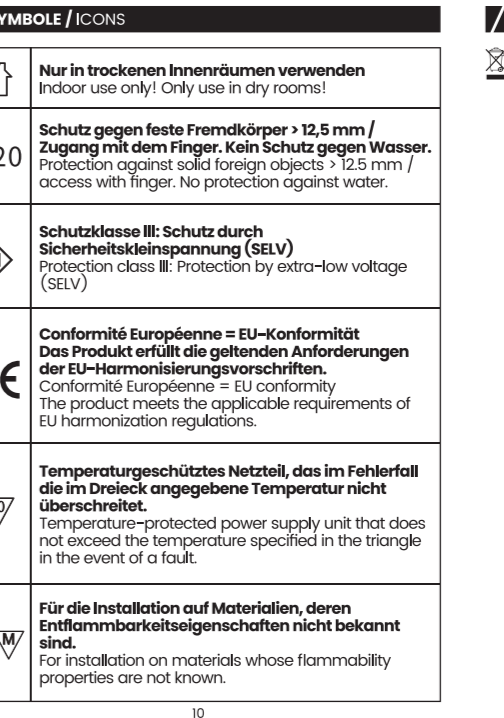 YMBOLE / ICONS
Nur in trockenen Innenräumen verwenden
Indoor use only! Only use in dry rooms!
20
Schutz gegen feste Fremdkörper > 12,5 mm /
Zugang mit dem Finger. Kein Schutz gegen Wasser.
Protection against solid foreign objects > 12.5 mm /
access with finger. No protection against water.
Schutzklasse III: Schutz durch
Sicherheitskleinspannung (SELV)
Protection class III: Protection by extra-low voltage
(SELV)
Conformité Européenne = EU-Konformität
Das Produkt erfüllt die geltenden Anforderungen
der EU-Harmonisierungsvorschriften.
Conformité Européenne = EU conformity
The product meets the applicable requirements of
EU harmonization regulations.
Temperaturgeschütztes Netzteil, das im Fehlerfall
die im Dreieck angegebene Temperatur nicht
überschreitet.
Temperature-protected power supply unit that does
not exceed the temperature specified in the triangle
in the event of a fault.
M
Für die Installation auf Materialien, deren
Entflammbarkeitseigenschaften nicht bekannt
sind.
For installation on materials whose flammability
properties are not known.
10